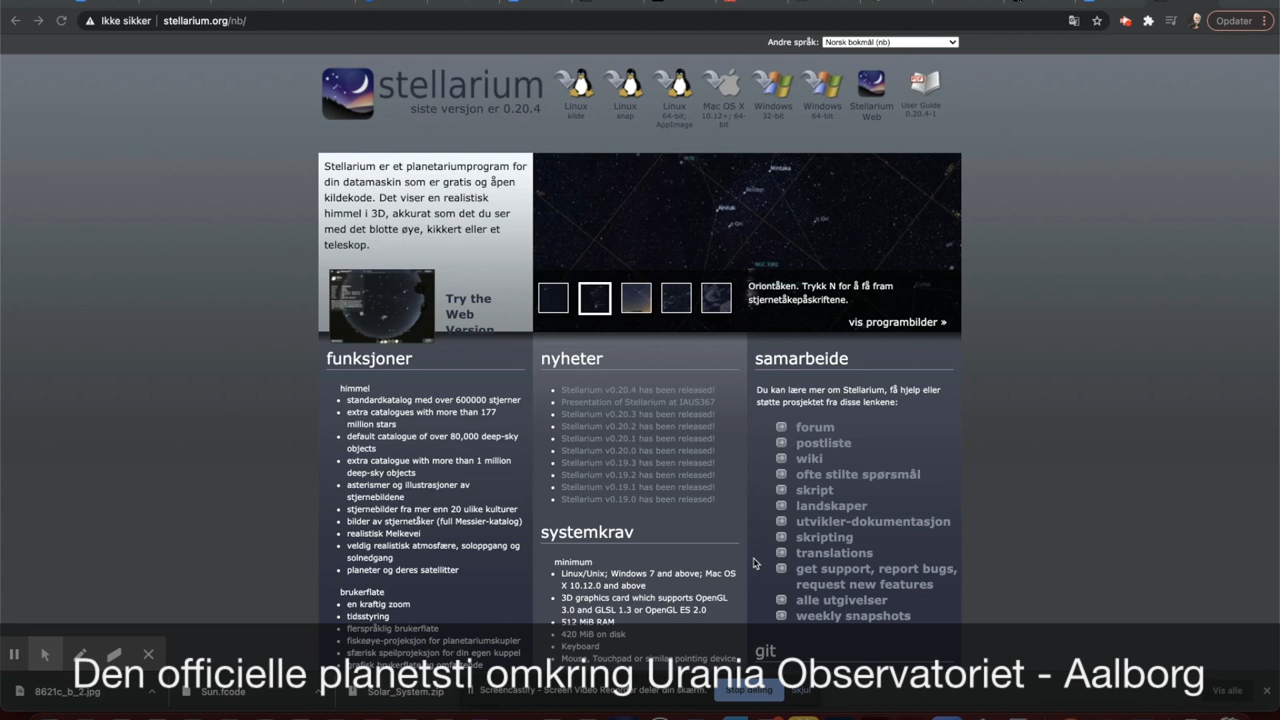 Ikke sikker
stellarium.org/nb/
Opdater
Andre språk:
Norsk bokmål (nb)
stellarium
siste versjon er 0.20.4
Linux
kilde
Linux
snap
Linux
64-bit;
AppImage
Mac OS X
10.12+; 64-
bit
Windows
32-bit
Windows
64-bit
Stellarium
Web
User Guide
0.20.4-1
Stellarium er et planetariumprogram for
din datamaskin som er gratis og åpen
kildekode. Det viser en realistisk
himmel i 3D, akkurat som det du ser
med det blotte øye, kikkert eller et
teleskop.
Try the
Web
Version
Mintaka
Alnitak
Oriontåken. Trykk N for å få fram
stjernetåkepåskriftene.
vis programbilder »
funksjoner
himmel
standardkatalog med over 600000 stjerner
extra catalogues with more than 177
million stars
default catalogue of over 80,000 deep-sky
objects
extra catalogue with more than 1 million
deep-sky objects
asterismer og illustrasjoner av
stjernebildene
stjernebilder fra mer enn 20 ulike kulturer
bilder av stjernetåker (full Messier-katalog)
realistisk Melkevei
veldig realistisk atmosfære, soloppgang og
solnedgang
planeter og deres satellitter
brukerflate
en kraftig zoom
tidsstyring
flerspråklig brukerflate
fiskeøye-projeksjon for planetariumskupler
sfærisk speilprojeksjon for din egen kuppel
nyheter
Stellarium v0.20.4 has been released!
Presentation of Stellarium at IAUS367
Stellarium v0.20.3 has been released!
Stellarium v0.20.2 has been released!
Stellarium v0.20.1 has been released!
Stellarium v0.20.0 has been released!
Stellarium v0.19.3 has been released!
Stellarium v0.19.2 has been released!
Stellarium v0.19.1 has been released!
Stellarium v0.19.0 has been released!
systemkrav
minimum
Linux/Unix; Windows 7 and above; Mac OS
X 10.12.0 and above
3D graphics card which supports OpenGL
3.0 and GLSL 1.3 or OpenGL ES 2.0
512 MiB RAM
420 MiB on disk
Keyboard
Mouse, Touchpad or similar pointing device
samarbeide
Du kan lære mer om Stellarium, få hjelp eller
støtte prosjektet fra disse lenkene:
forum
postliste
wiki
ofte stilte spørsmål
skript
landskaper
utvikler-dokumentasjon
scripting
translations
get support, report bugs,
request new features
alle utgivelser
weekly snapshots
git
Den officielle planetsti omkring Urania Observatoriet - Aalborg
8621c_b_2.jpg
Sun.fcode
Solar_System.zip
Screencastify - Screen Video Recorder deler din skærm.
Stop deling
Skjul
Vis alle